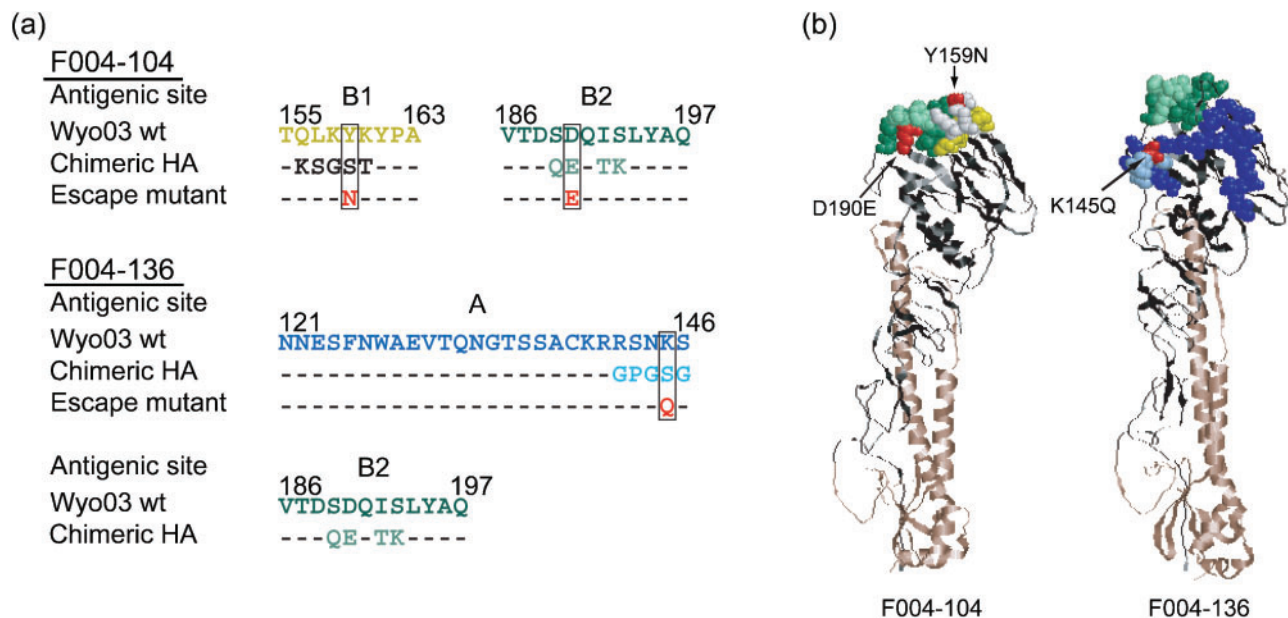 (a)
F004-104
Antigenic site B1 B2
155 163 186 197
Wyo03 wt TQLKYKYPA VTDSDQISLYAQ
Chimeric HA -KSGST--- ---QE-TK----
Escape mutant ----N---- ----E-------
F004-136
Antigenic site A
121 146
Wyo03 wt NNESFNWAEVTQNGTSSACKRRSNKS
Chimeric HA ---------------------GPGSG
Escape mutant ------------------------Q-
Antigenic site B2
186 197
Wyo03 wt VTDSDQISLYAQ
Chimeric HA ---QE-TK----
(b)
Y159N
D190E
K145Q
F004-104
F004-136